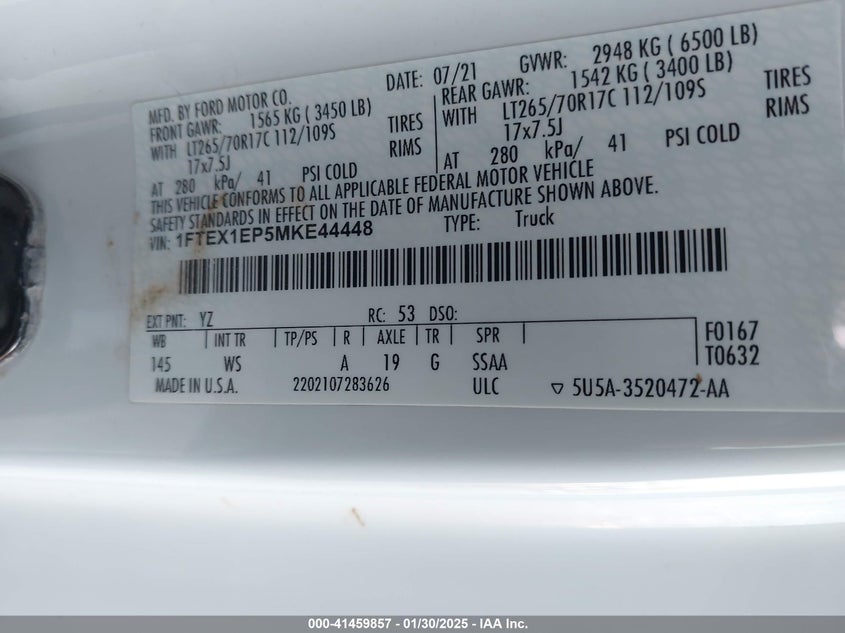 MFD. BY FORD MOTOR CO.
DATE: 07/21
GVWR: 2948 KG ( 6500 LB)
FRONT GAWR: 1565 KG ( 3450 LB)
REAR GAWR: 1542 KG ( 3400 LB)
WITH LT265/70R17C 112/109S TIRES
WITH LT265/70R17C 112/109S TIRES
17x7.5J RIMS
17x7.5J RIMS
AT 280 kPa/ 41 PSI COLD
AT 280 kPa/ 41 PSI COLD
THIS VEHICLE CONFORMS TO ALL APPLICABLE FEDERAL MOTOR VEHICLE
SAFETY STANDARDS IN EFFECT ON THE DATE OF MANUFACTURE SHOWN ABOVE.
VIN: 1FTEX1EP5MKE44448 TYPE: Truck
EXT PNT: YZ RC: 53 DSO:
WB INT TR TP/PS R AXLE TR SPR F0167
145 WS A 19 G SSAA T0632
MADE IN U.S.A. 2202107283626 ULC ▽ 5U5A-3520472-AA
000-41459857 - 01/30/2025 - IAA Inc.